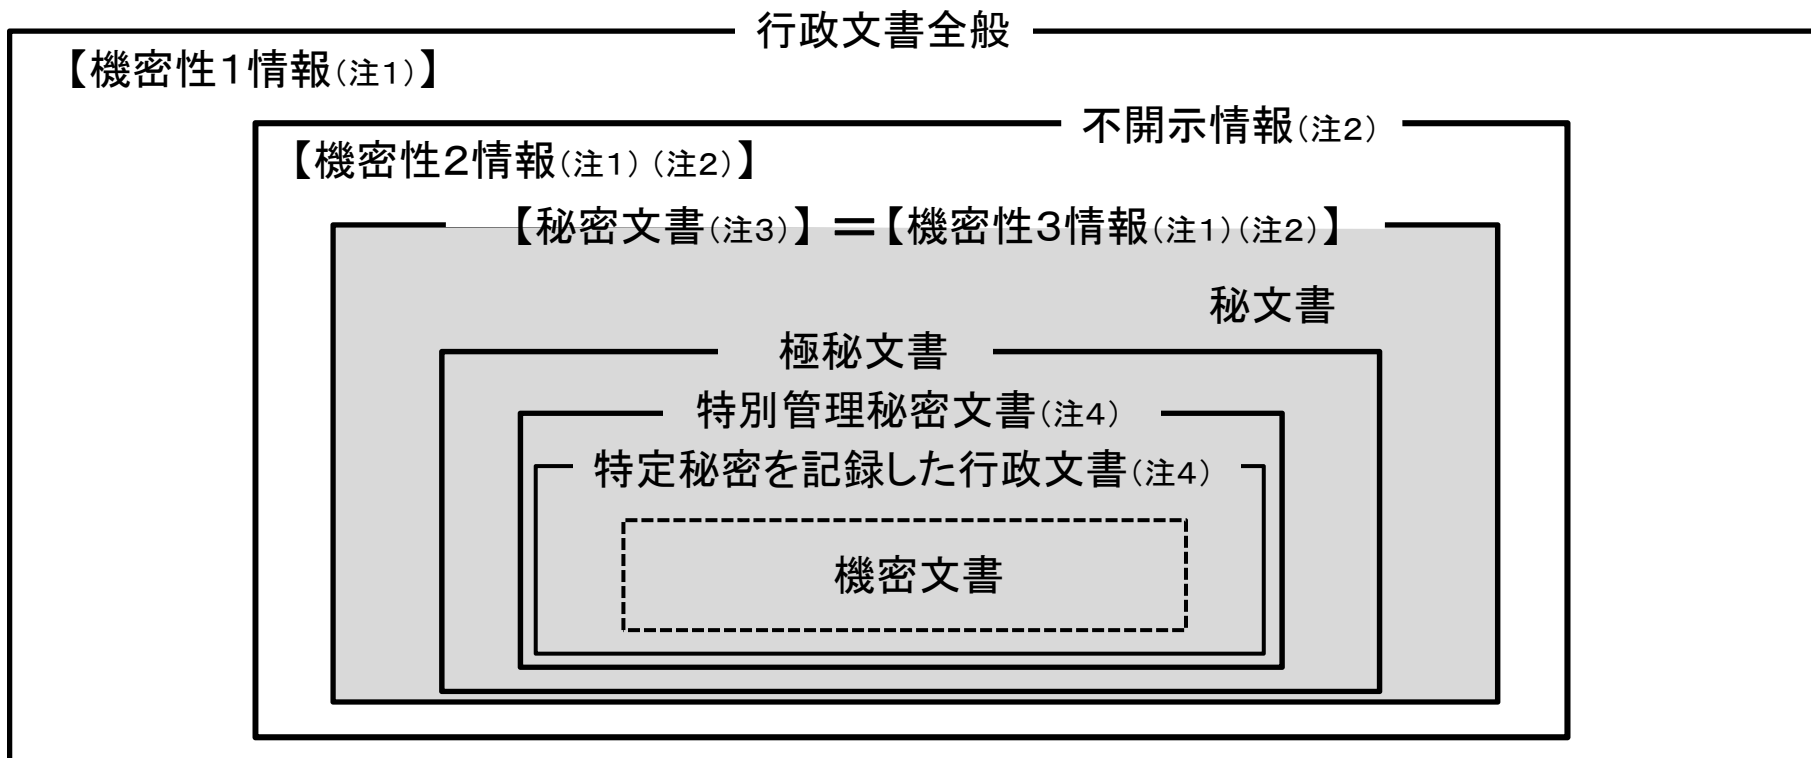 行政文書全般
【機密性1情報(注1)】
不開示情報(注2)
【機密性2情報(注1)(注2)】
【秘密文書(注3)】=【機密性3情報(注1)(注2)】
秘文書
極秘文書
特別管理秘密文書(注4)
特定秘密を記録した行政文書(注4)
機密文書